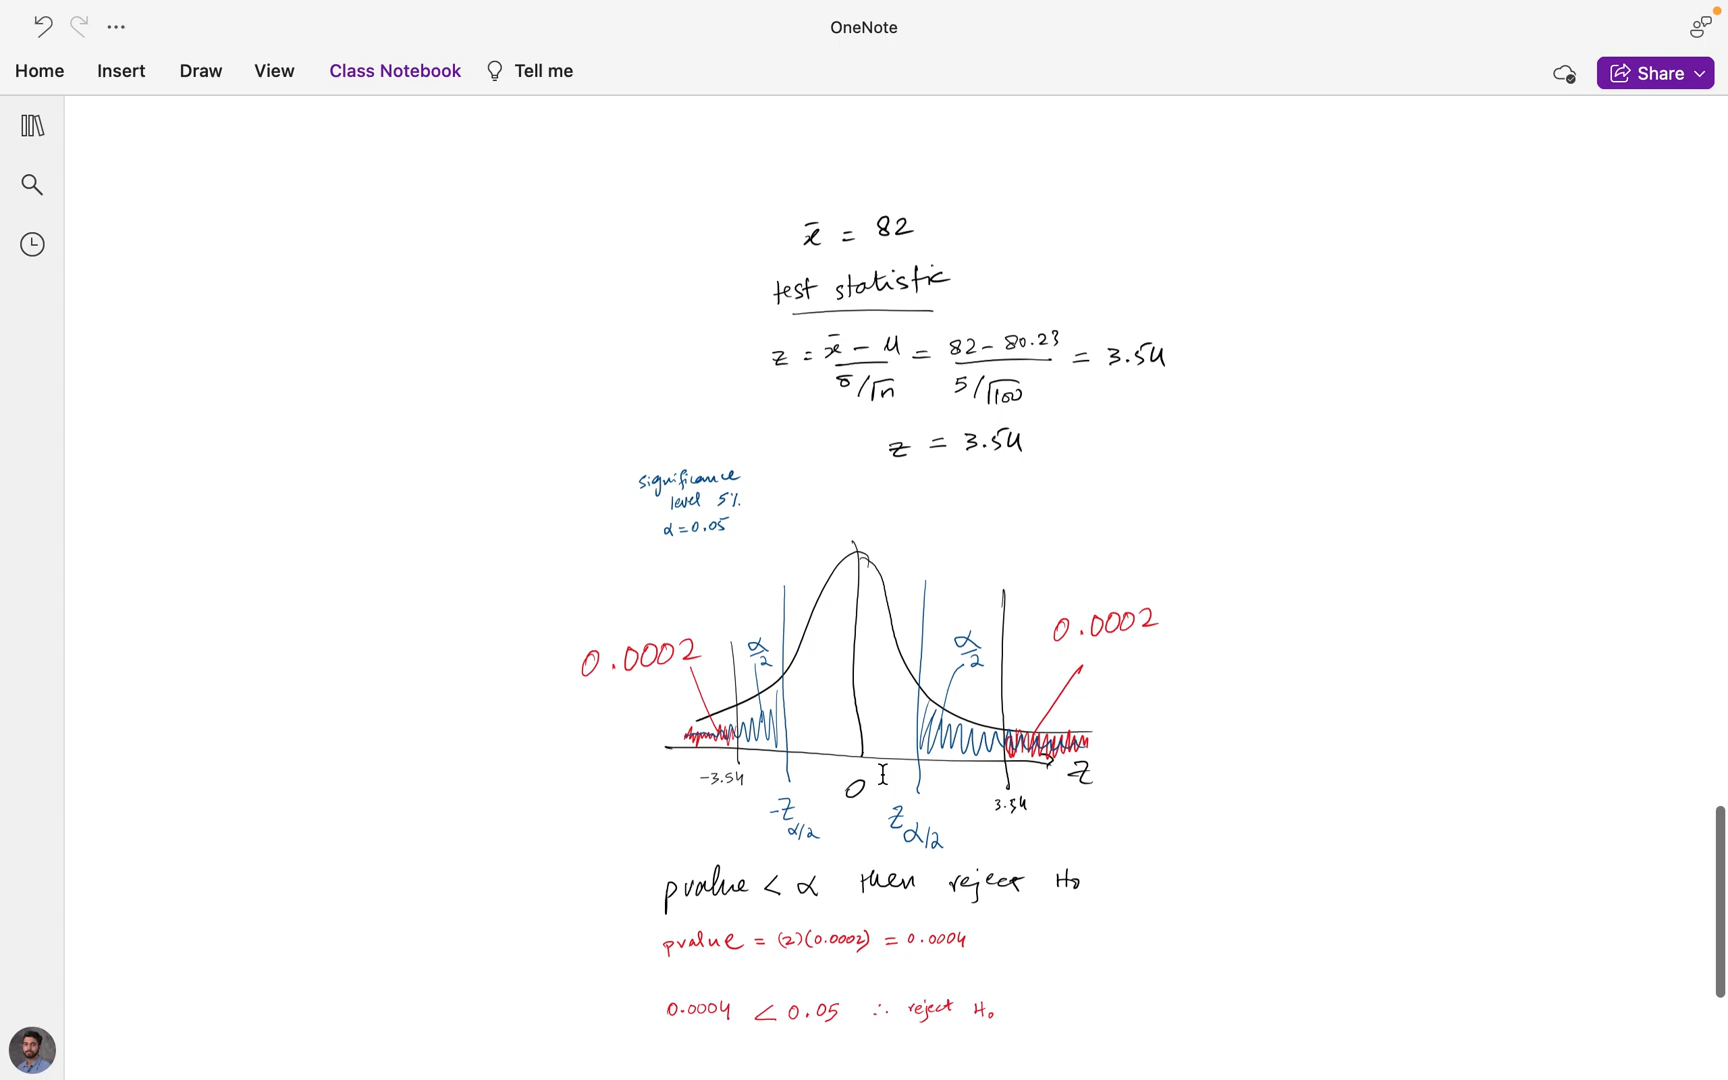 OneNote
Home Insert Draw View Class Notebook Tell me
Share
x̄ = 82
test statistic
z = (x̄ - μ)/(σ/√n) = (82 - 80.23)/(5/√100) = 3.54
z = 3.54
significance
level 5%
α = 0.05
0.0002
α/2
α/2
0.0002
-3.54
0
Z
3.54
-Z α/2
Z α/2
pvalue < α then reject H₀
pvalue = (2)(0.0002) = 0.0004
0.0004 < 0.05 ∴ reject H₀